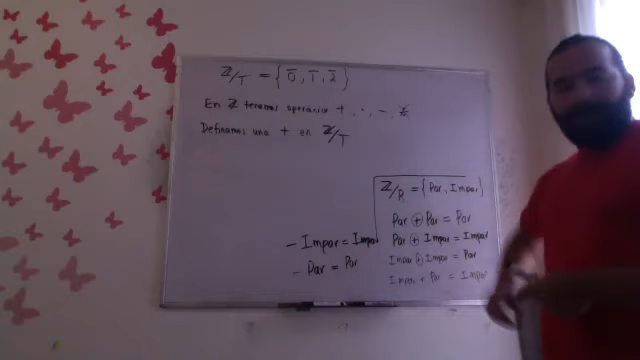 ℤ/T = { 0̄, 1̄, 2̄ }
En ℤ tenemos operacion +, ·, -,
Definamos una + en ℤ/T
ℤ/R = {Par, Impar}
Par ⊕ Par = Par
Par ⊕ Impar = Impar
Impar ⊕ Impar = Par
Impar + Par = Impar
- Impar = Impar
- Par = Par